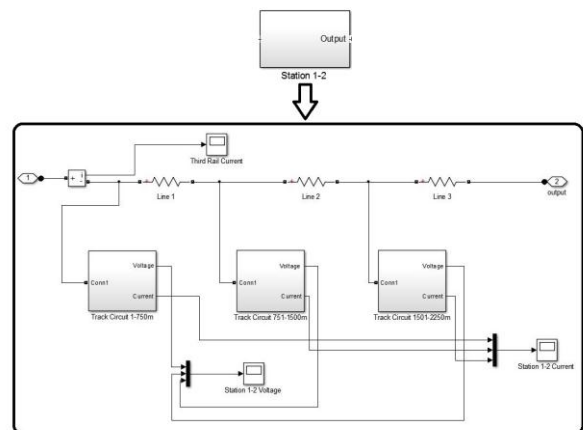 Output
Station 1-2
Third Rail Current
1
+
+
-
Line 1
Line 2
Line 3
2
output
Voltage
Conn1
Current
Track Circuit 1-750m
Voltage
Conn1
Current
Track Circuit 751-1500m
Voltage
Conn1
Current
Track Circuit 1501-2250m
Station 1-2 Voltage
Station 1-2 Current